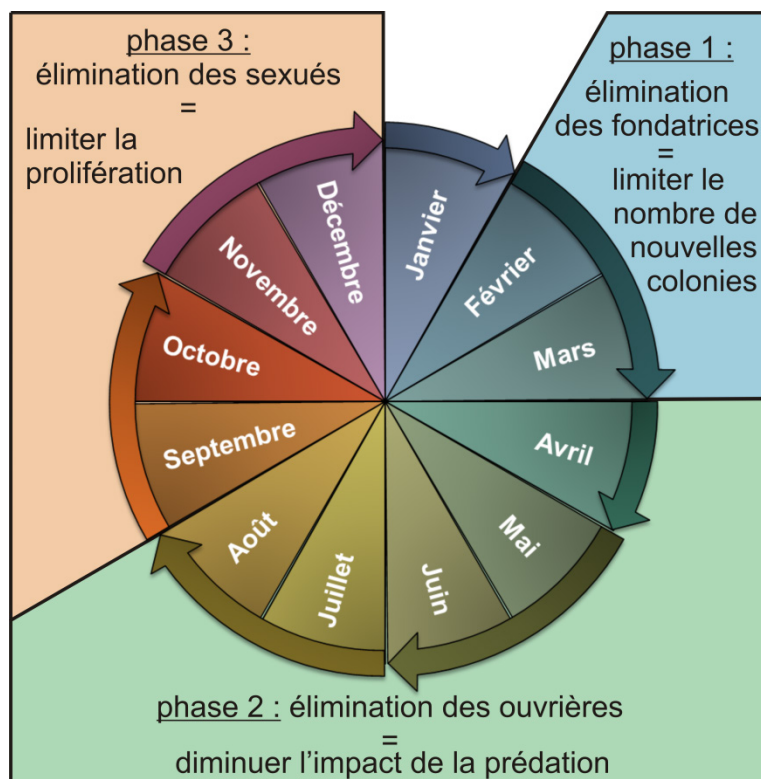 phase 3 :
élimination des sexués
=
limiter la
prolifération
phase 1 :
élimination
des fondatrices
=
limiter le
nombre de
nouvelles
colonies
Janvier
Février
Mars
Avril
Mai
Juin
Juillet
Août
Septembre
Octobre
Novembre
Décembre
phase 2 : élimination des ouvrières
=
diminuer l'impact de la prédation